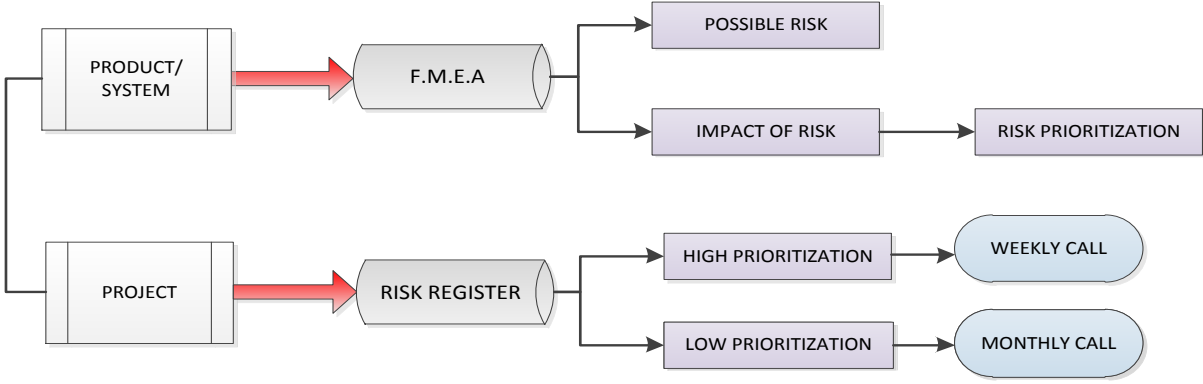 POSSIBLE RISK
PRODUCT/
SYSTEM
F.M.E.A
IMPACT OF RISK
RISK PRIORITIZATION
HIGH PRIORITIZATION
WEEKLY CALL
PROJECT
RISK REGISTER
LOW PRIORITIZATION
MONTHLY CALL